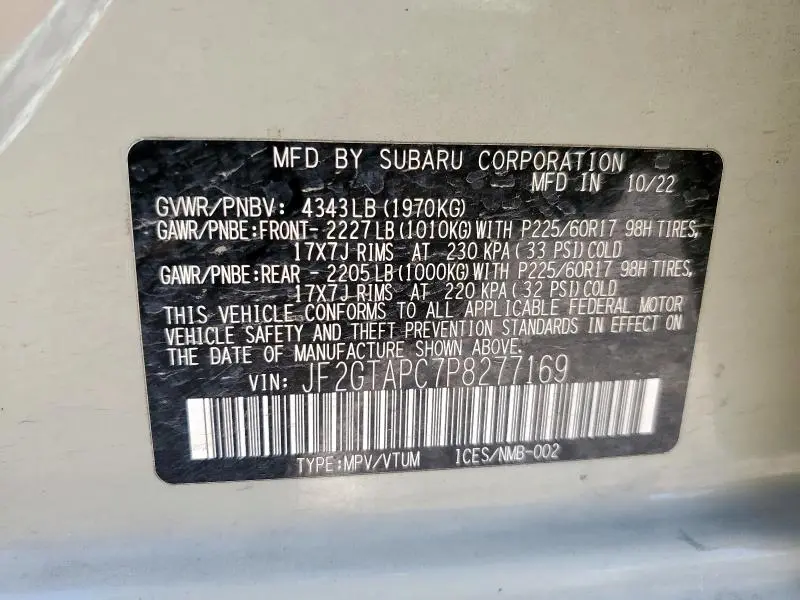 MFD BY SUBARU CORPORATION
MFD IN 10/22
GVWR/PNBV: 4343LB (1970KG)
GAWR/PNBE:FRONT- 2227 LB (1010KG) WITH P225/60R17 98H TIRES,
17X7J RIMS AT 230 KPA ( 33 PSI) COLD
GAWR/PNBE:REAR - 2205 LB (1000KG) WITH P225/60R17 98H TIRES,
17X7J RIMS AT 220 KPA ( 32 PSI) COLD
THIS VEHICLE CONFORMS TO ALL APPLICABLE FEDERAL MOTOR
VEHICLE SAFETY AND THEFT PREVENTION STANDARDS IN EFFECT ON
THE DATE OF MANUFACTURE SHOWN ABOVE.
VIN: JF2GTAPC7P8277169
TYPE:MPV/VTUM ICES/NMB-002